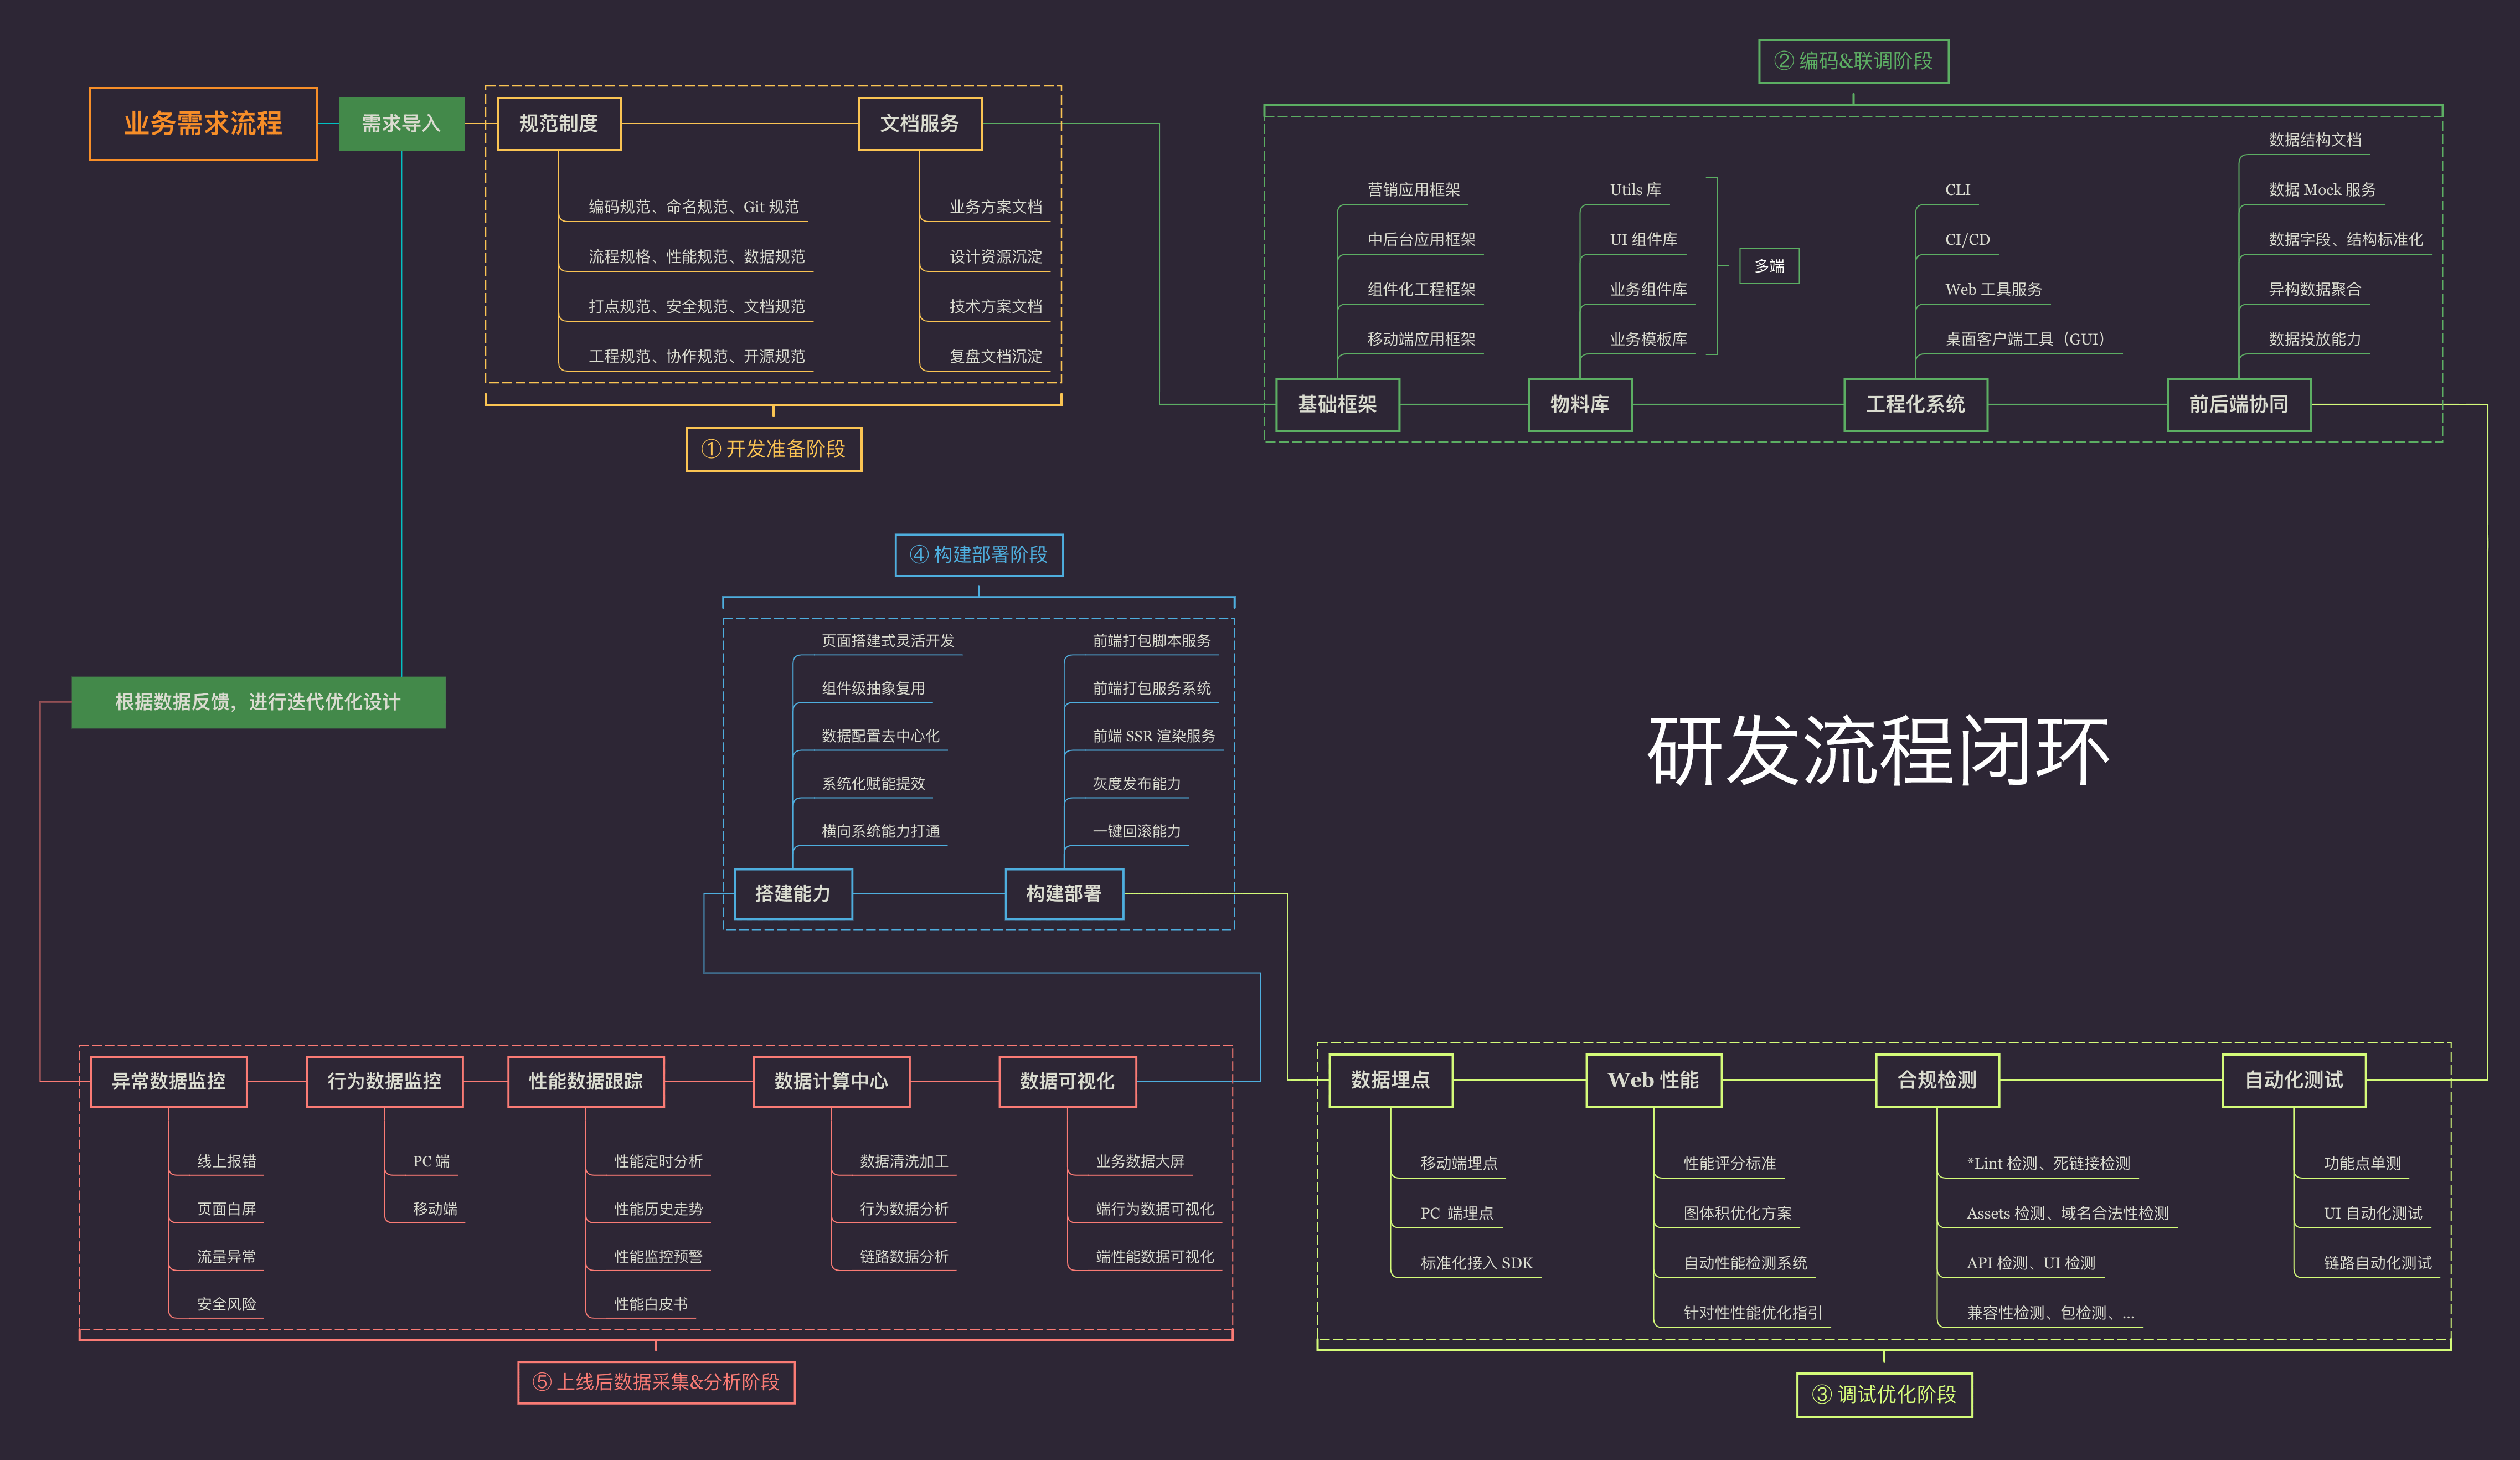 业务需求流程
需求导入
规范制度
编码规范、命名规范、Git 规范
流程规格、性能规范、数据规范
打点规范、安全规范、文档规范
工程规范、协作规范、开源规范
文档服务
业务方案文档
设计资源沉淀
技术方案文档
复盘文档沉淀
① 开发准备阶段
② 编码&联调阶段
营销应用框架
中后台应用框架
组件化工程框架
移动端应用框架
基础框架
Utils 库
UI 组件库
业务组件库
业务模板库
多端
物料库
CLI
CI/CD
Web 工具服务
桌面客户端工具（GUI）
工程化系统
数据结构文档
数据 Mock 服务
数据字段、结构标准化
异构数据聚合
数据投放能力
前后端协同
④ 构建部署阶段
页面搭建式灵活开发
组件级抽象复用
数据配置去中心化
系统化赋能提效
横向系统能力打通
搭建能力
前端打包脚本服务
前端打包服务系统
前端 SSR 渲染服务
灰度发布能力
一键回滚能力
构建部署
根据数据反馈，进行迭代优化设计
研发流程闭环
异常数据监控
线上报错
页面白屏
流量异常
安全风险
行为数据监控
PC 端
移动端
性能数据跟踪
性能定时分析
性能历史走势
性能监控预警
性能白皮书
数据计算中心
数据清洗加工
行为数据分析
链路数据分析
数据可视化
业务数据大屏
端行为数据可视化
端性能数据可视化
⑤ 上线后数据采集&分析阶段
数据埋点
移动端埋点
PC 端埋点
标准化接入 SDK
Web 性能
性能评分标准
图体积优化方案
自动性能检测系统
针对性性能优化指引
合规检测
*Lint 检测、死链接检测
Assets 检测、域名合法性检测
API 检测、UI 检测
兼容性检测、包检测、...
自动化测试
功能点单测
UI 自动化测试
链路自动化测试
③ 调试优化阶段